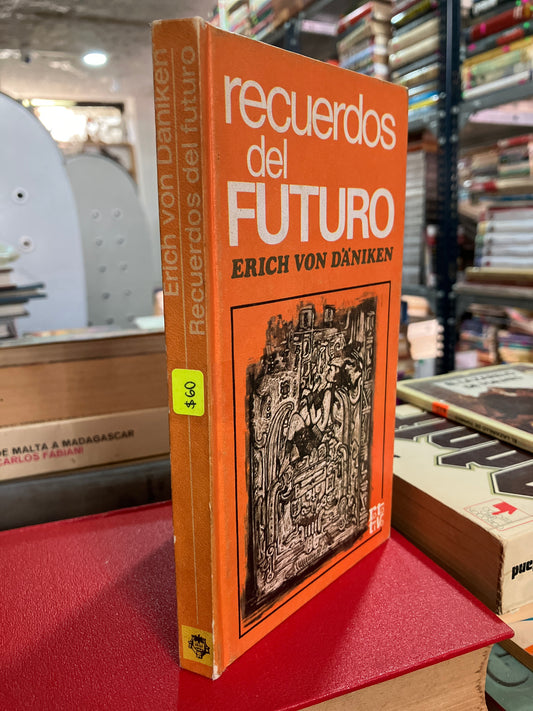 recuerdos
del
FUTURO
ERICH VON DÄNIKEN
Erich von Däniken
Recuerdos del futuro
$60
DE MALTA A MADAGASCAR
CARLOS FABIANI